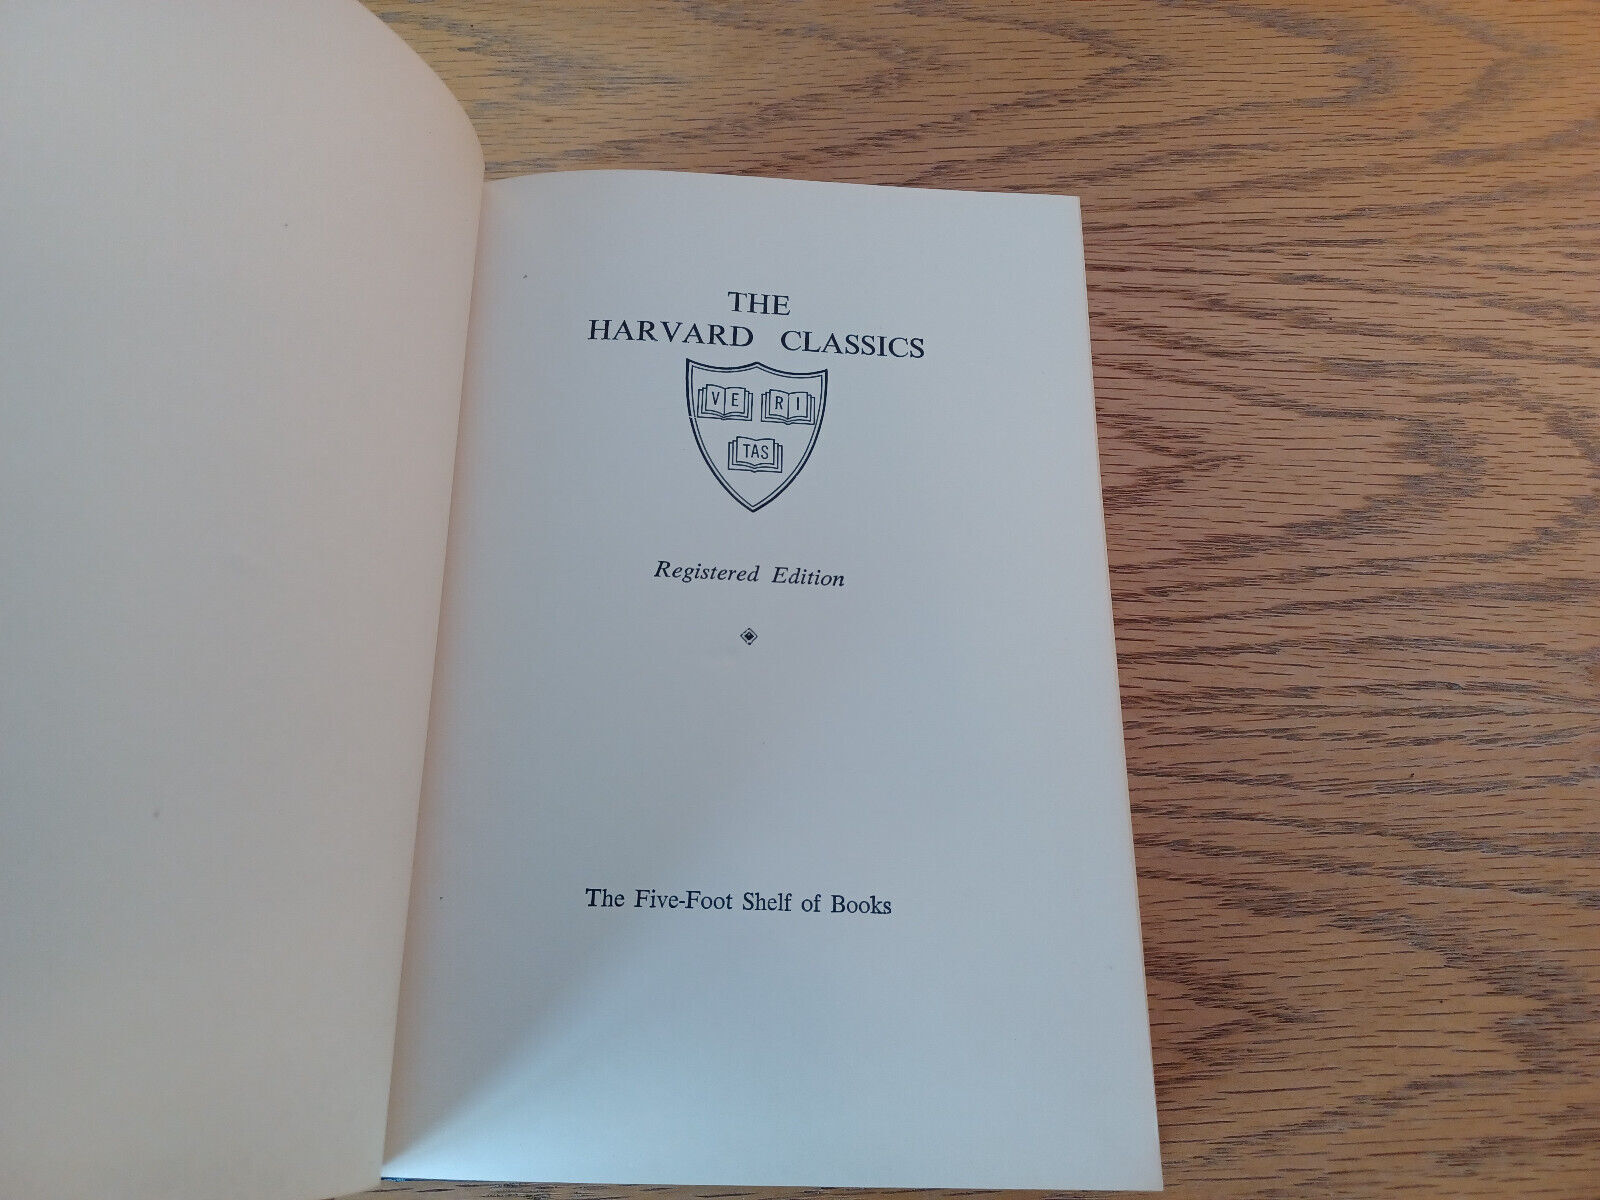 THE
HARVARD CLASSICS
VE RI
TAS
Registered Edition
The Five-Foot Shelf of Books